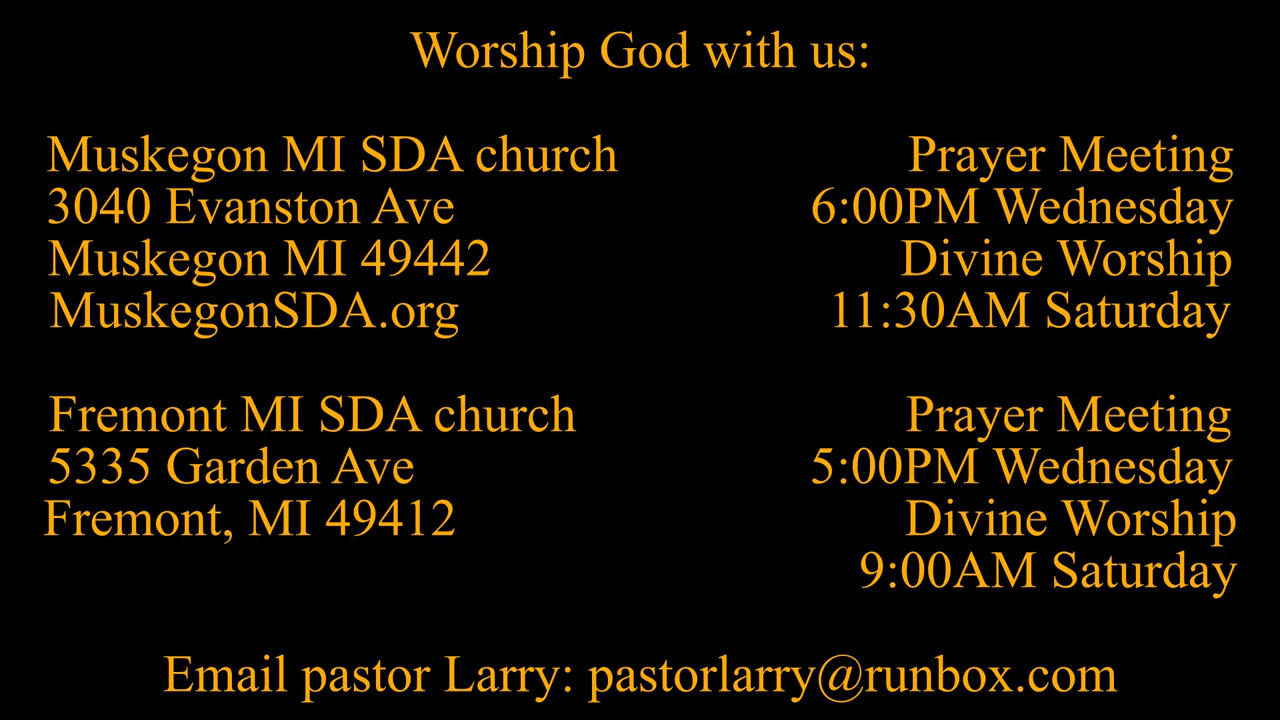 Worship God with us:
Muskegon MI SDA church
3040 Evanston Ave
Muskegon MI 49442
MuskegonSDA.org
Prayer Meeting
6:00PM Wednesday
Divine Worship
11:30AM Saturday
Fremont MI SDA church
5335 Garden Ave
Fremont, MI 49412
Prayer Meeting
5:00PM Wednesday
Divine Worship
9:00AM Saturday
Email pastor Larry: pastorlarry@runbox.com